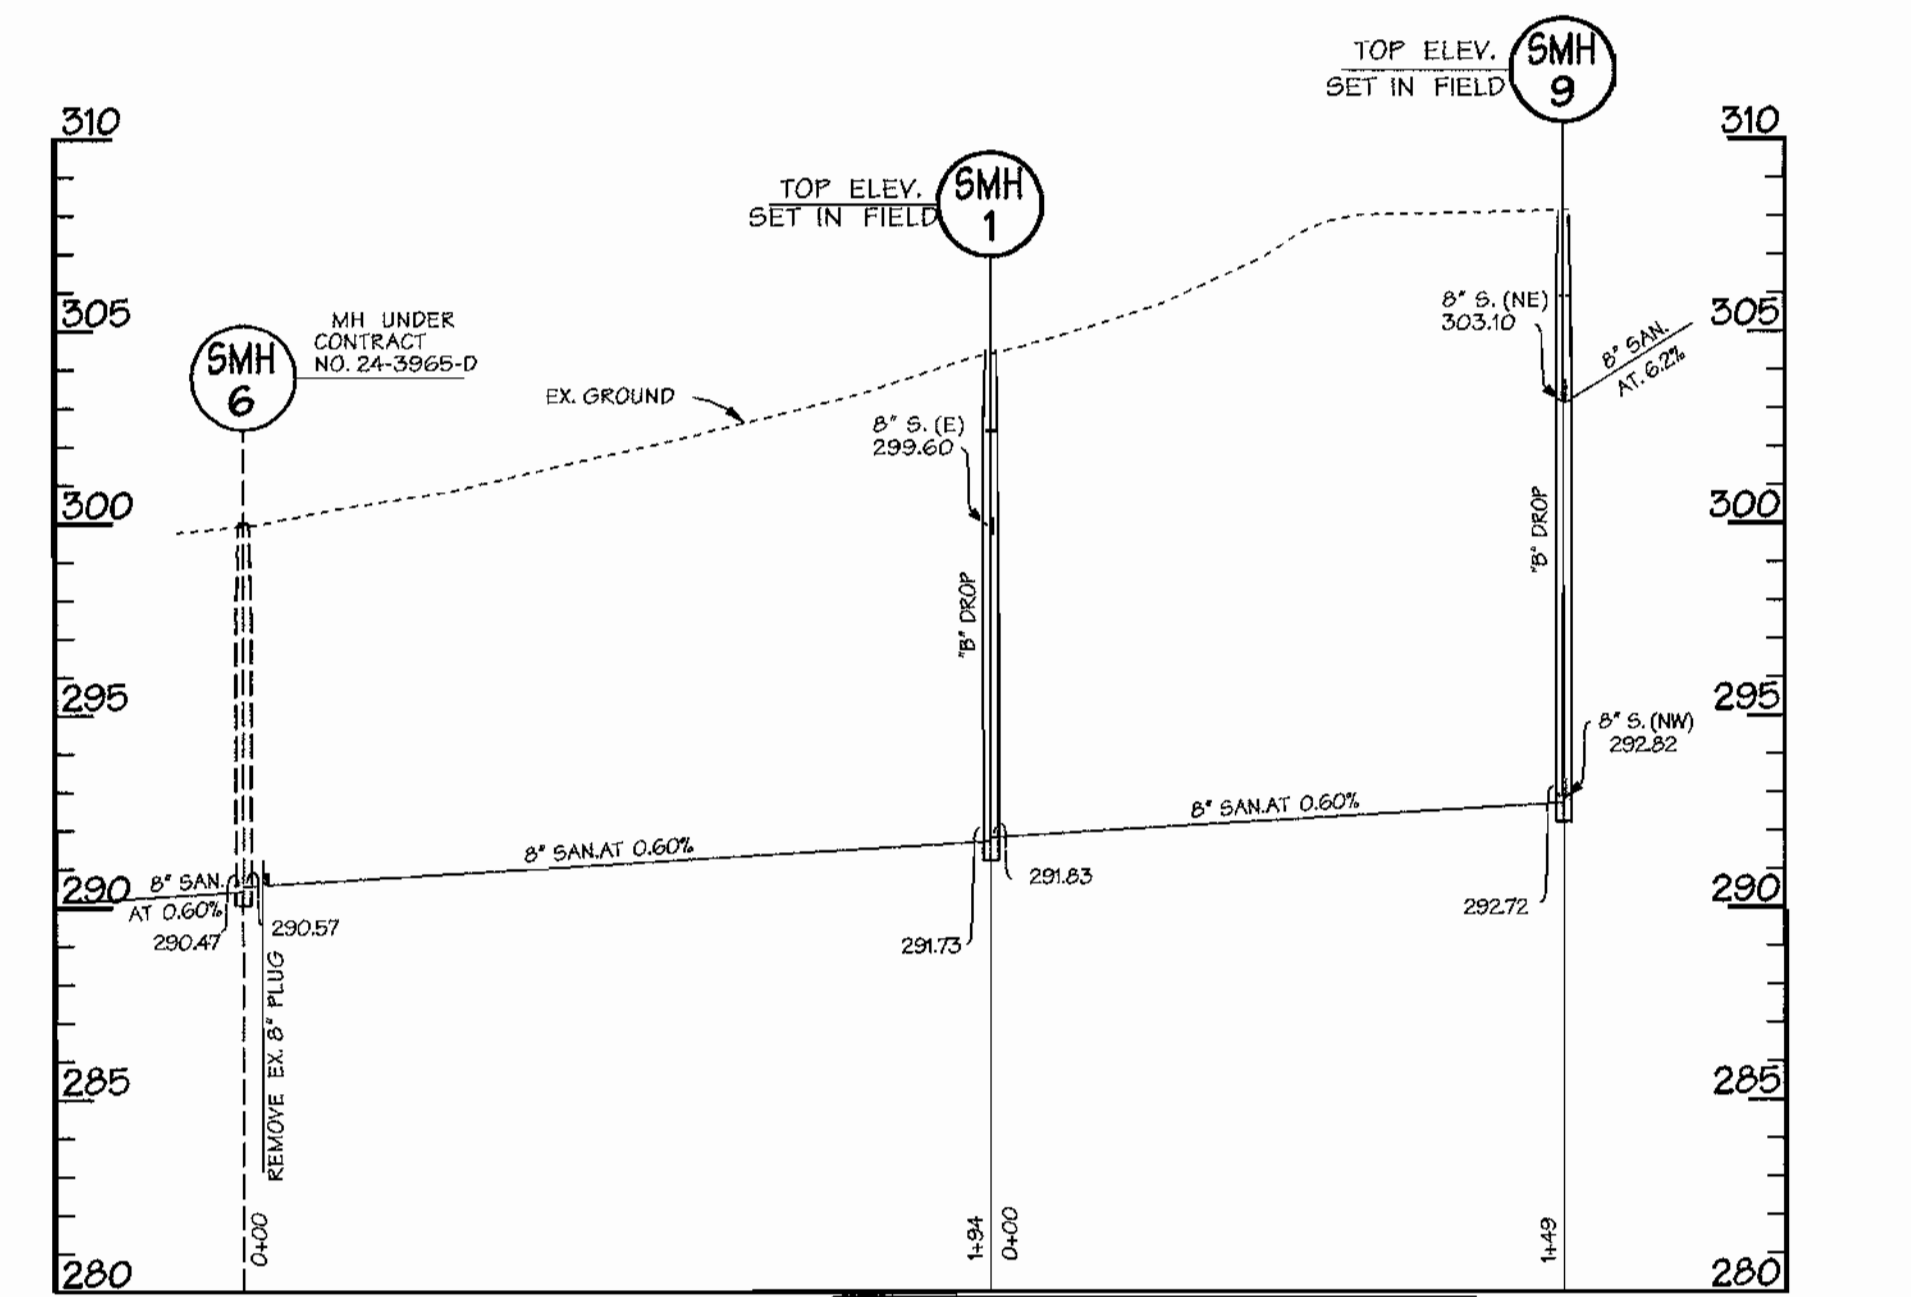 TOP ELEV.
SET IN FIELD
SMH
9
310
310
TOP ELEV.
SET IN FIELD
SMH
1
305
305
MH UNDER
CONTRACT
NO. 24-3965-D
SMH
6
8" S. (NE)
303.10
8" SAN.
AT. 6.2%
EX. GROUND
8" S. (E)
299.60
300
300
"B" DROP
"B" DROP
295
295
8" S. (NW)
292.82
8" SAN. AT 0.60%
8" SAN. AT 0.60%
8" SAN.
AT 0.60%
290
290
291.83
292.72
290.47
290.57
291.73
REMOVE EX. 8" PLUG
285
285
0+00
1+94
0+00
1+49
280
280